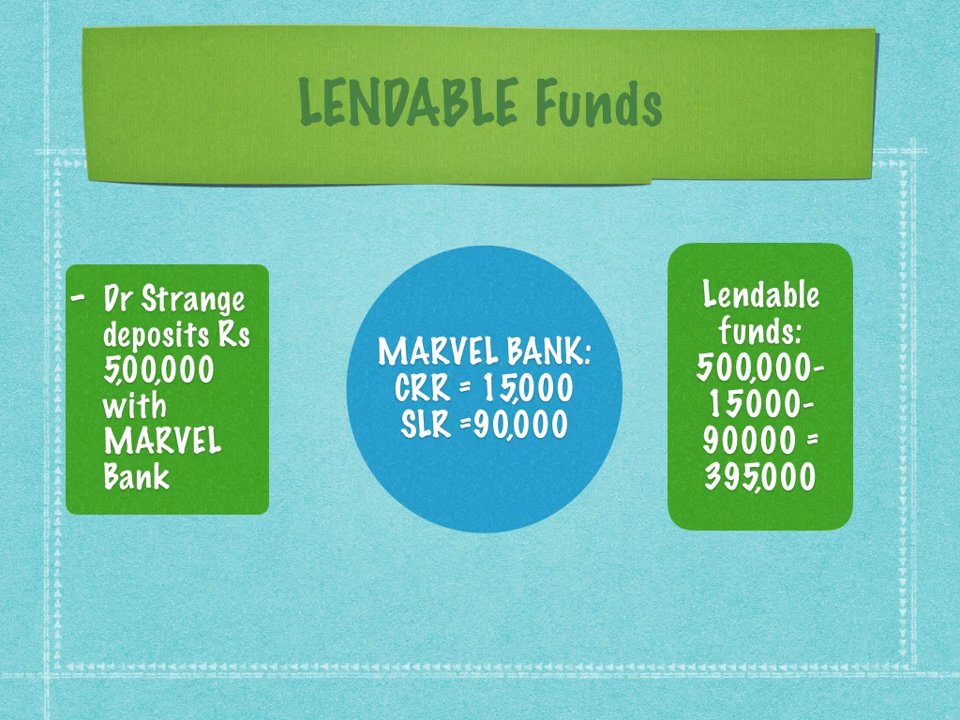 LENDABLE Funds
- Dr Strange
deposits Rs
5,00,000
with
MARVEL
Bank
MARVEL BANK:
CRR = 15,000
SLR =90,000
Lendable
funds:
500,000-
15000-
90000 =
395,000